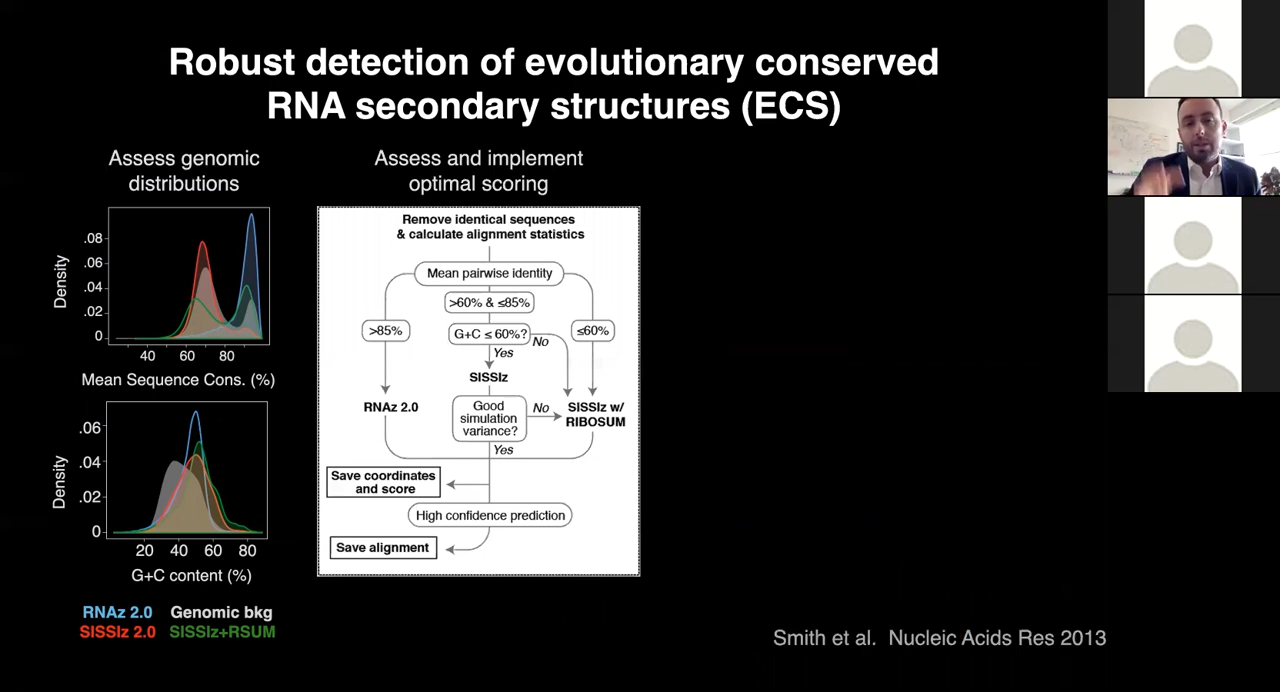 Robust detection of evolutionary conserved
RNA secondary structures (ECS)
Assess genomic
distributions
Density
.08
.06
.04
.02
0
40 60 80
Mean Sequence Cons. (%)
Density
.06
.04
.02
0
20 40 60 80
G+C content (%)
RNAz 2.0 Genomic bkg
SISSIz 2.0 SISSIz+RSUM
Assess and implement
optimal scoring
Remove identical sequences
& calculate alignment statistics
Mean pairwise identity
>60% & ≤85%
>85%
G+C ≤ 60%?
No
≤60%
Yes
SISSIz
RNAz 2.0
Good
simulation
variance?
No
SISSIz w/
RIBOSUM
Yes
Save coordinates
and score
High confidence prediction
Save alignment
Smith et al. Nucleic Acids Res 2013